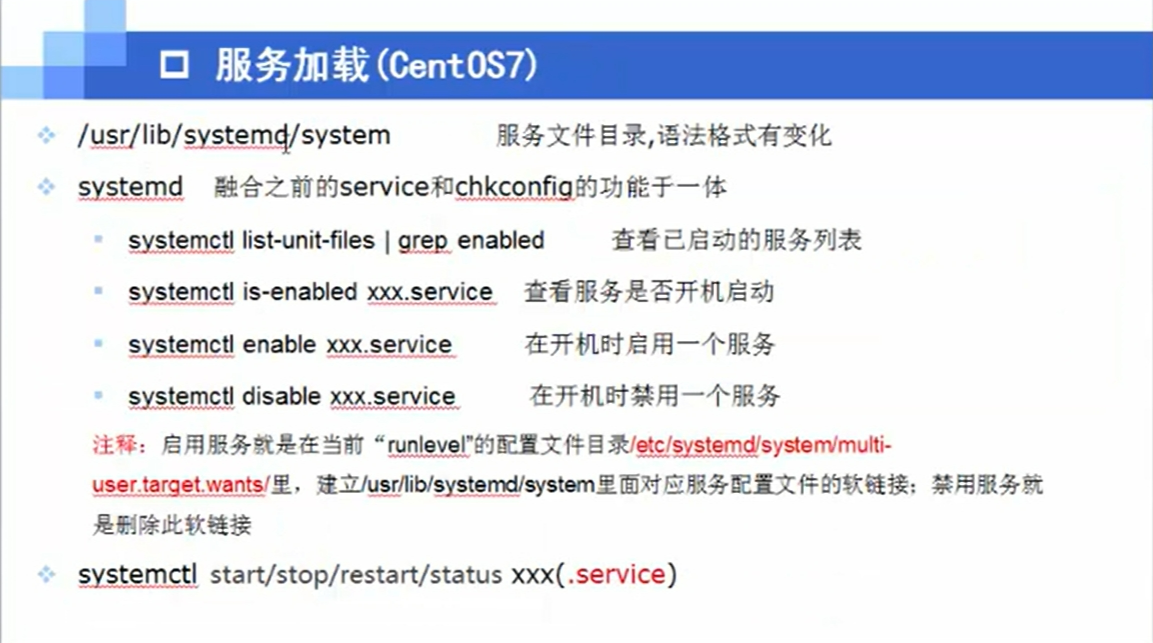 服务加载(CentOS7)
/usr/lib/systemd/system 服务文件目录,语法格式有变化
systemd 融合之前的service和chkconfig的功能于一体
systemctl list-unit-files | grep enabled 查看已启动的服务列表
systemctl is-enabled xxx.service 查看服务是否开机启动
systemctl enable xxx.service 在开机时启用一个服务
systemctl disable xxx.service 在开机时禁用一个服务
注释：启用服务就是在当前“runlevel”的配置文件目录/etc/systemd/system/multi-
user.target.wants/里，建立/usr/lib/systemd/system里面对应服务配置文件的软链接；禁用服务就
是删除此软链接
systemctl start/stop/restart/status xxx(.service)